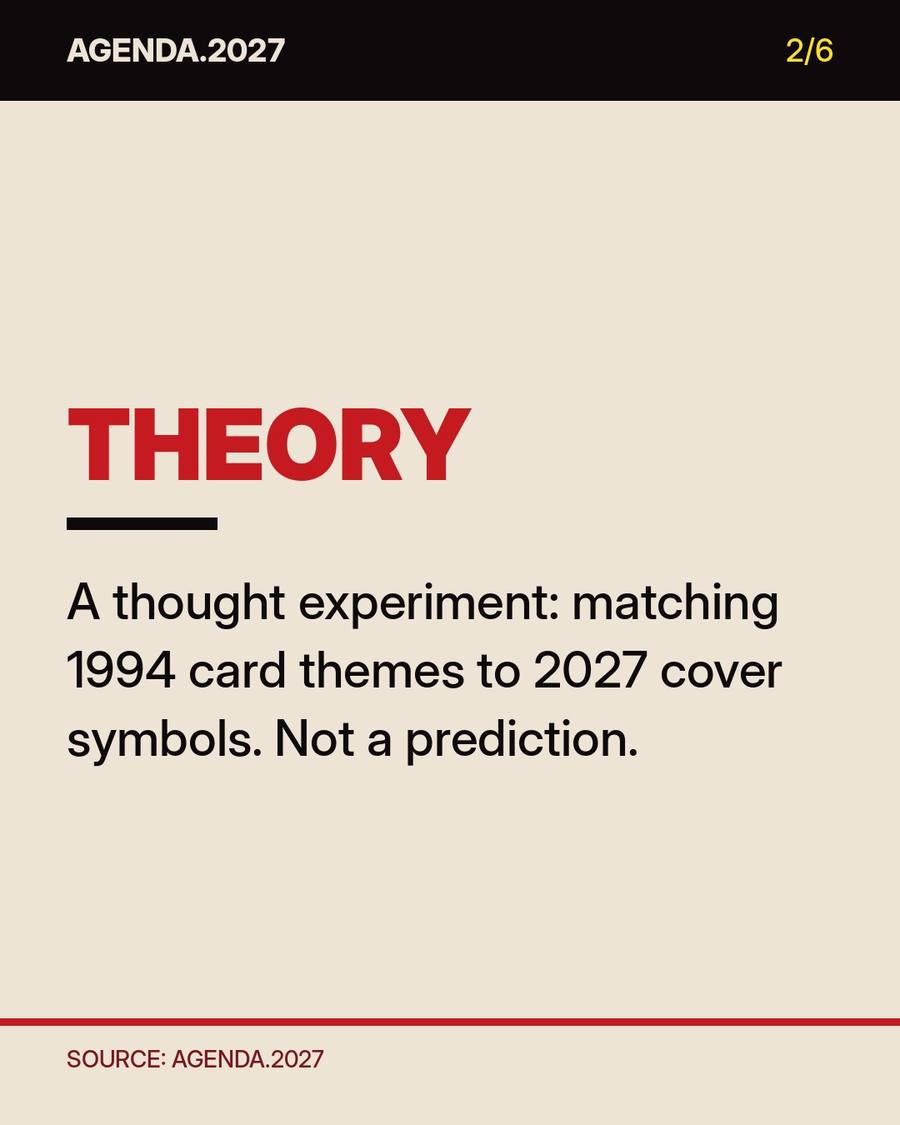 AGENDA.2027
2/6
THEORY
A thought experiment: matching
1994 card themes to 2027 cover
symbols. Not a prediction.
SOURCE: AGENDA.2027